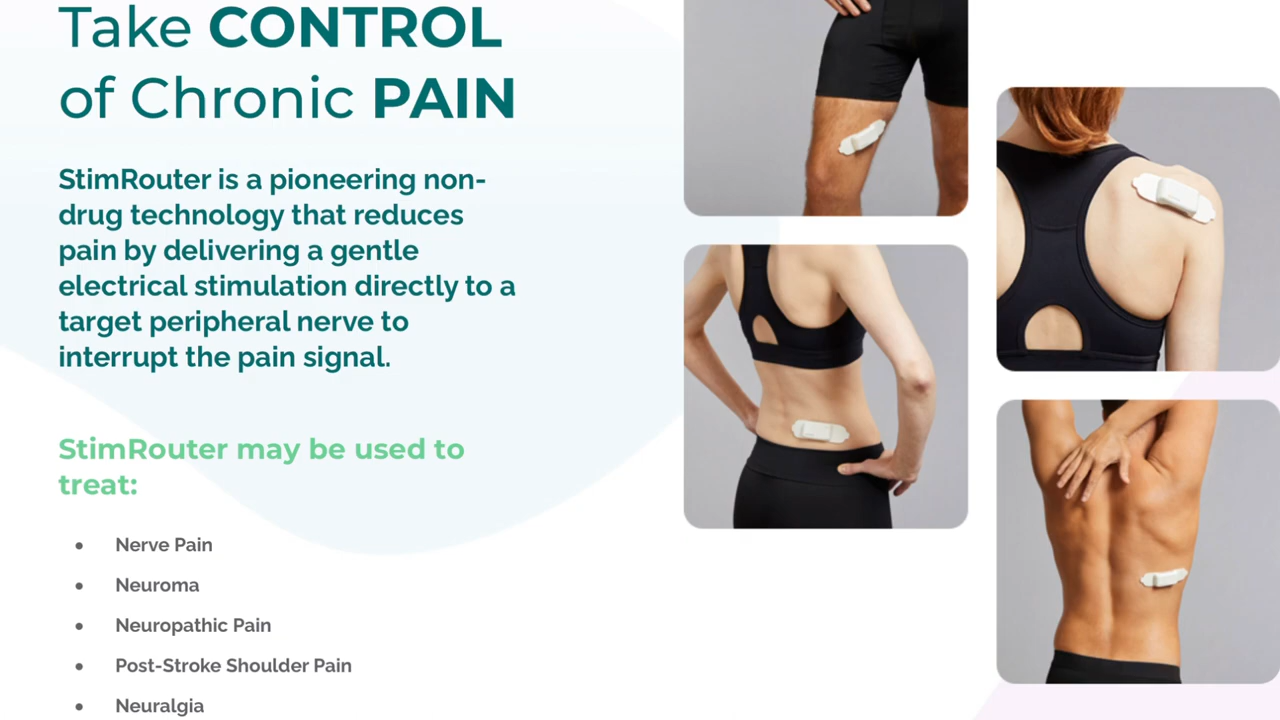 Take CONTROL
of Chronic PAIN
StimRouter is a pioneering non-
drug technology that reduces
pain by delivering a gentle
electrical stimulation directly to a
target peripheral nerve to
interrupt the pain signal.
StimRouter may be used to
treat:
• Nerve Pain
• Neuroma
• Neuropathic Pain
• Post-Stroke Shoulder Pain
• Neuralgia